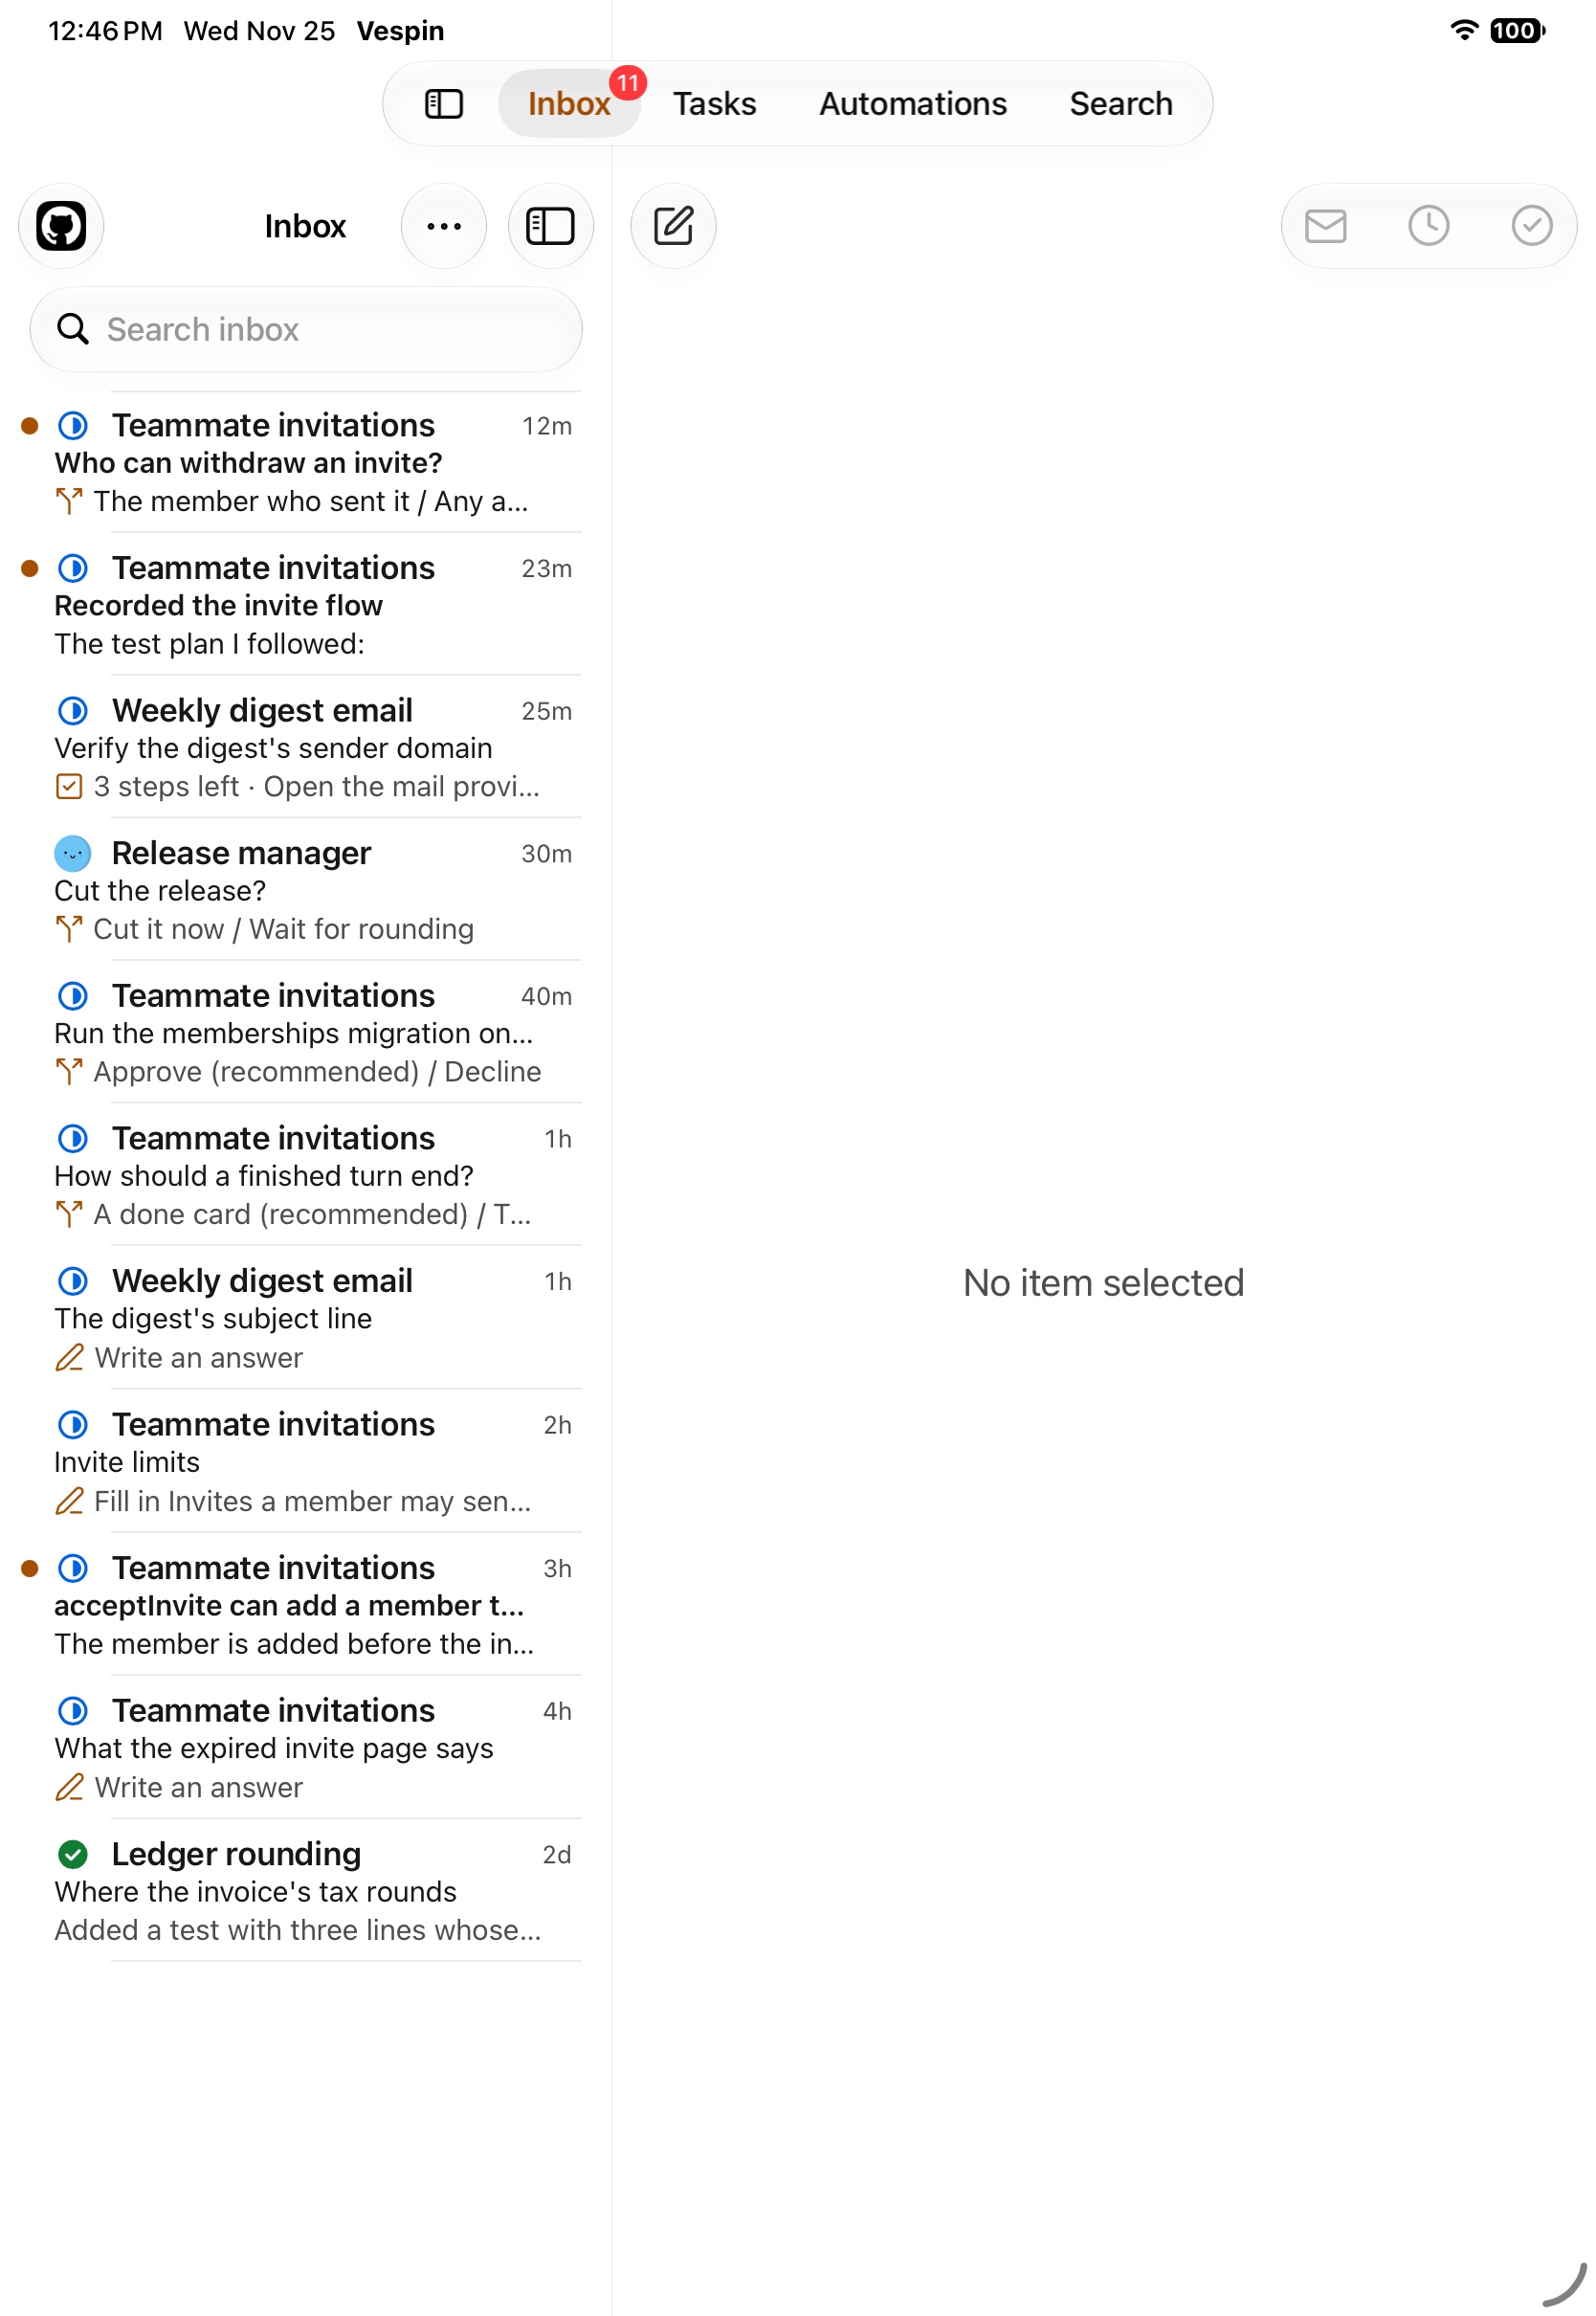 12:46 PM Wed Nov 25 Vespin
100
Inbox
11
Tasks
Automations
Search
Inbox
Search inbox
Teammate invitations 12m
Who can withdraw an invite?
The member who sent it / Any a...
Teammate invitations 23m
Recorded the invite flow
The test plan I followed:
Weekly digest email 25m
Verify the digest's sender domain
3 steps left · Open the mail provi...
Release manager 30m
Cut the release?
Cut it now / Wait for rounding
Teammate invitations 40m
Run the memberships migration on...
Approve (recommended) / Decline
Teammate invitations 1h
How should a finished turn end?
A done card (recommended) / T...
Weekly digest email 1h
The digest's subject line
Write an answer
Teammate invitations 2h
Invite limits
Fill in Invites a member may sen...
Teammate invitations 3h
acceptInvite can add a member t...
The member is added before the in...
Teammate invitations 4h
What the expired invite page says
Write an answer
Ledger rounding 2d
Where the invoice's tax rounds
Added a test with three lines whose...
No item selected